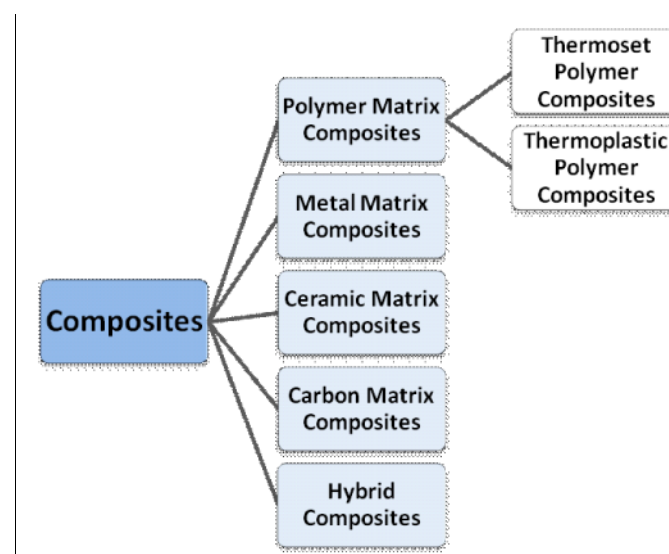 Thermoset
Polymer
Composites
Polymer Matrix
Composites
Thermoplastic
Polymer
Composites
Metal Matrix
Composites
Composites
Ceramic Matrix
Composites
Carbon Matrix
Composites
Hybrid
Composites